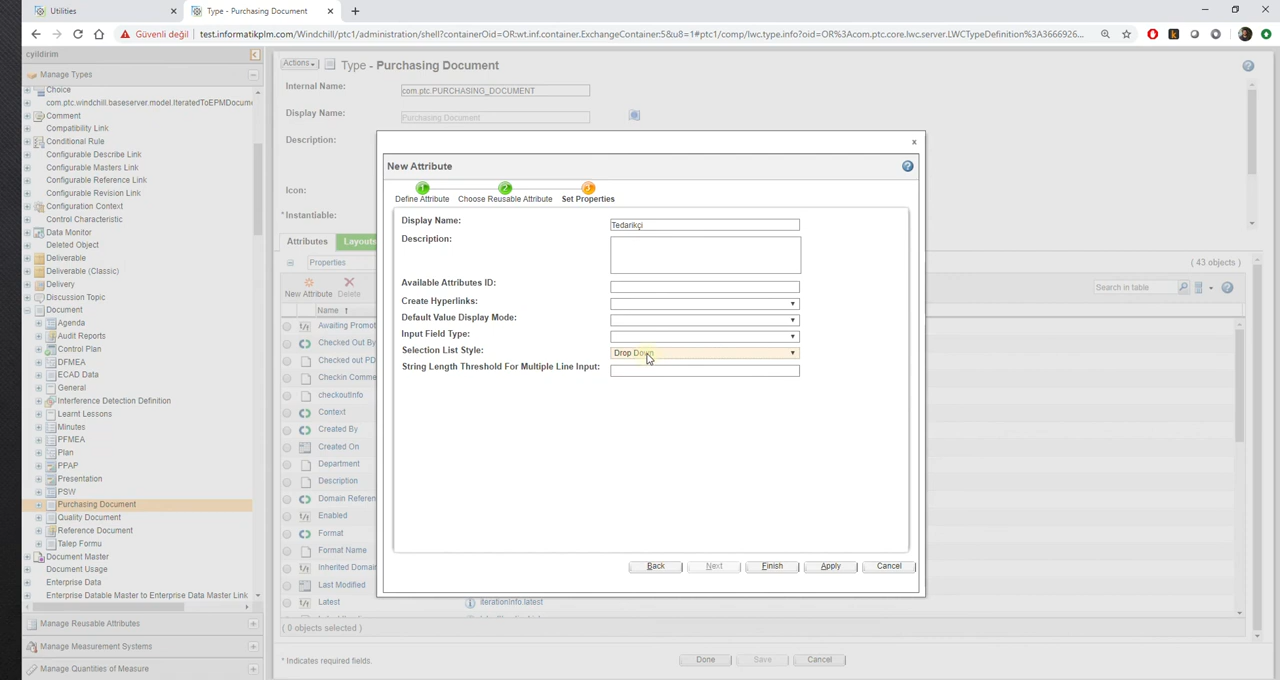 Utilities
Type - Purchasing Document
Güvenli değil
test.informatikplm.com/Windchill/ptc1/administration/shell?containerOid=OR:wt.inf.container.ExchangeContainer:5&u8=1#ptc1/comp/lwc.type.info?oid=OR%3Acom.ptc.core.lwc.server.LWCTypeDefinition%3A3666926...
cyildirim
Manage Types
Choice
com.ptc.windchill.baseserver.model.IteratedToEPMDocum
Comment
Compatibility Link
Conditional Rule
Configurable Describe Link
Configurable Masters Link
Configurable Reference Link
Configurable Revision Link
Configuration Context
Control Characteristic
Data Monitor
Deleted Object
Deliverable
Deliverable (Classic)
Delivery
Discussion Topic
Document
Agenda
Audit Reports
Control Plan
DFMEA
ECAD Data
General
Interference Detection Definition
Learnt Lessons
Minutes
PFMEA
Plan
PPAP
Presentation
PSW
Purchasing Document
Quality Document
Reference Document
Talep Formu
Document Master
Document Usage
Enterprise Data
Enterprise Datable Master to Enterprise Data Master Link
Manage Reusable Attributes
Manage Measurement Systems
Manage Quantities of Measure
Actions
Type - Purchasing Document
Internal Name:
com.ptc.PURCHASING_DOCUMENT
Display Name:
Purchasing Document
Description:
Icon:
*Instantiable:
Attributes
Layouts
Properties
( 43 objects )
New Attribute
Delete
Search in table
Name
Awaiting Promot
Checked Out By
Checked out PD
Checkin Comme
checkoutInfo
Context
Created By
Created On
Department
Description
Domain Referen
Enabled
Format
Format Name
Inherited Domain
Last Modified
Latest
iterationInfo.latest
( 0 objects selected )
* Indicates required fields.
Done
Save
Cancel
x
New Attribute
1
2
3
Define Attribute
Choose Reusable Attribute
Set Properties
Display Name:
Tedarikçi
Description:
Available Attributes ID:
Create Hyperlinks:
Default Value Display Mode:
Input Field Type:
Selection List Style:
Drop Down
String Length Threshold For Multiple Line Input:
Back
Next
Finish
Apply
Cancel